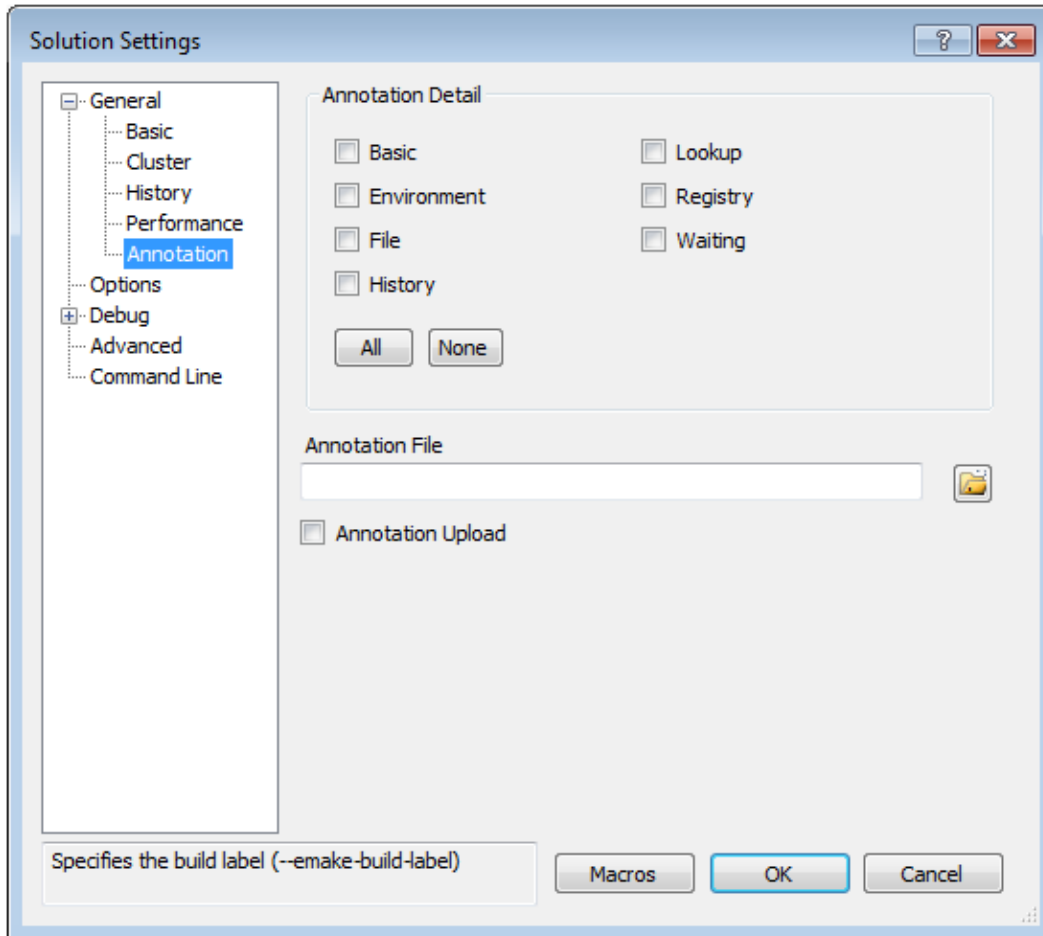 Solution Settings
General
Basic
Cluster
History
Performance
Annotation
Options
Debug
Advanced
Command Line
Annotation Detail
Basic
Lookup
Environment
Registry
File
Waiting
History
All
None
Annotation File
Annotation Upload
Specifies the build label (--emake-build-label)
Macros
OK
Cancel